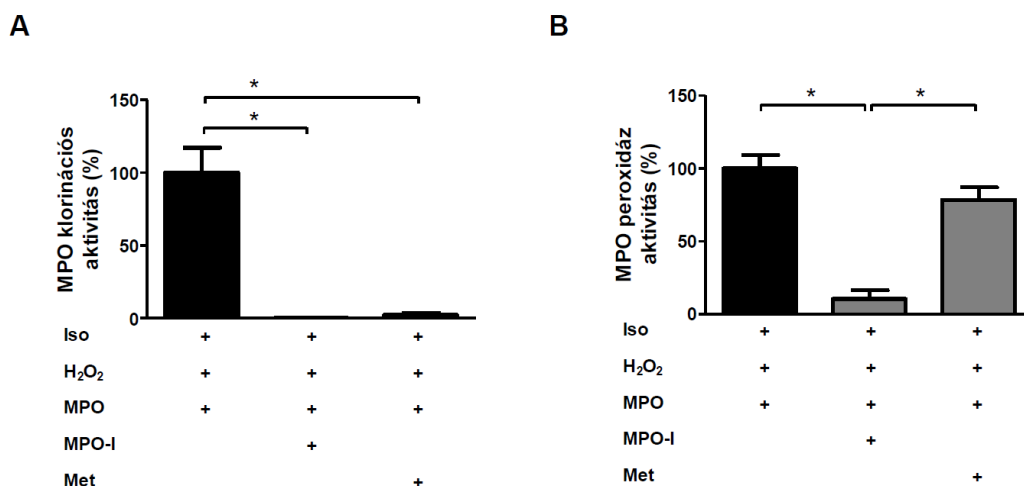 A
MPO klorinációs
aktivitás (%)
150
100
50
0
*
*
Iso + + +
H₂O₂ + + +
MPO + + +
MPO-I +
Met +
B
MPO peroxidáz
aktivitás (%)
150
100
50
0
* *
Iso + + +
H₂O₂ + + +
MPO + + +
MPO-I +
Met +